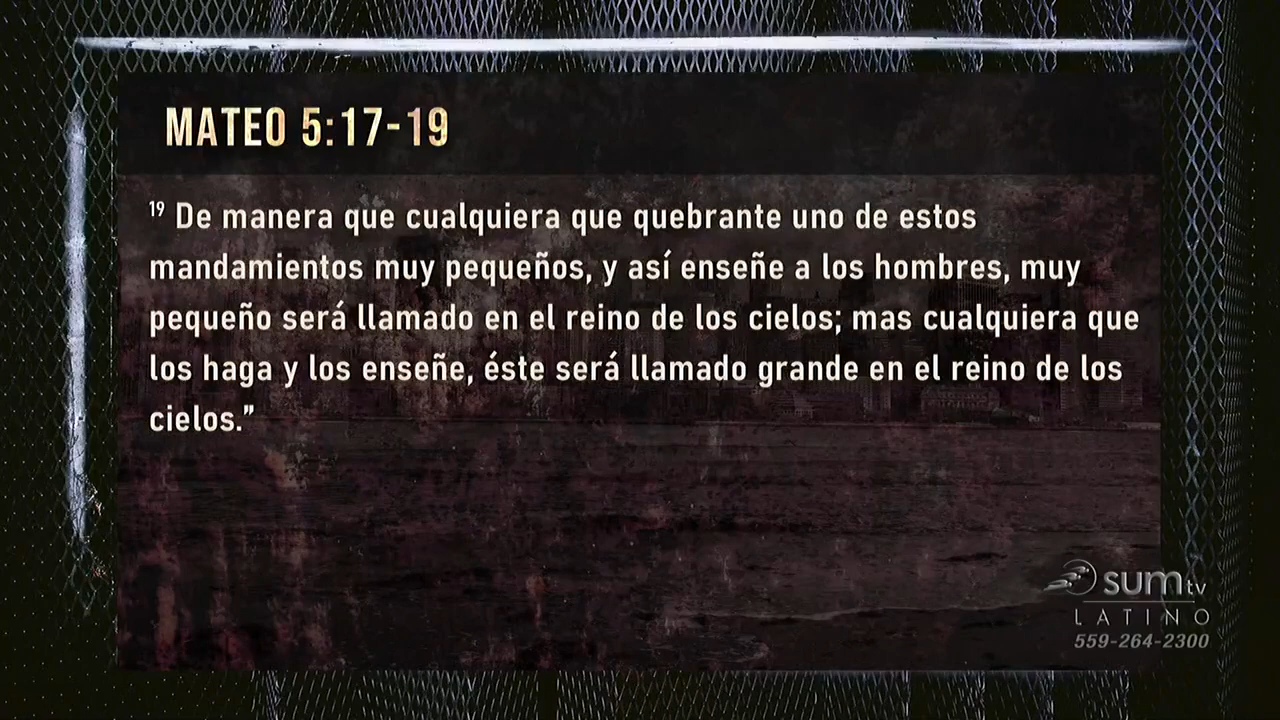 MATEO 5:17-19
19 De manera que cualquiera que quebrante uno de estos
mandamientos muy pequeños, y así enseñe a los hombres, muy
pequeño será llamado en el reino de los cielos; mas cualquiera que
los haga y los enseñe, éste será llamado grande en el reino de los
cielos.”
sumtv
LATINO
559-264-2300